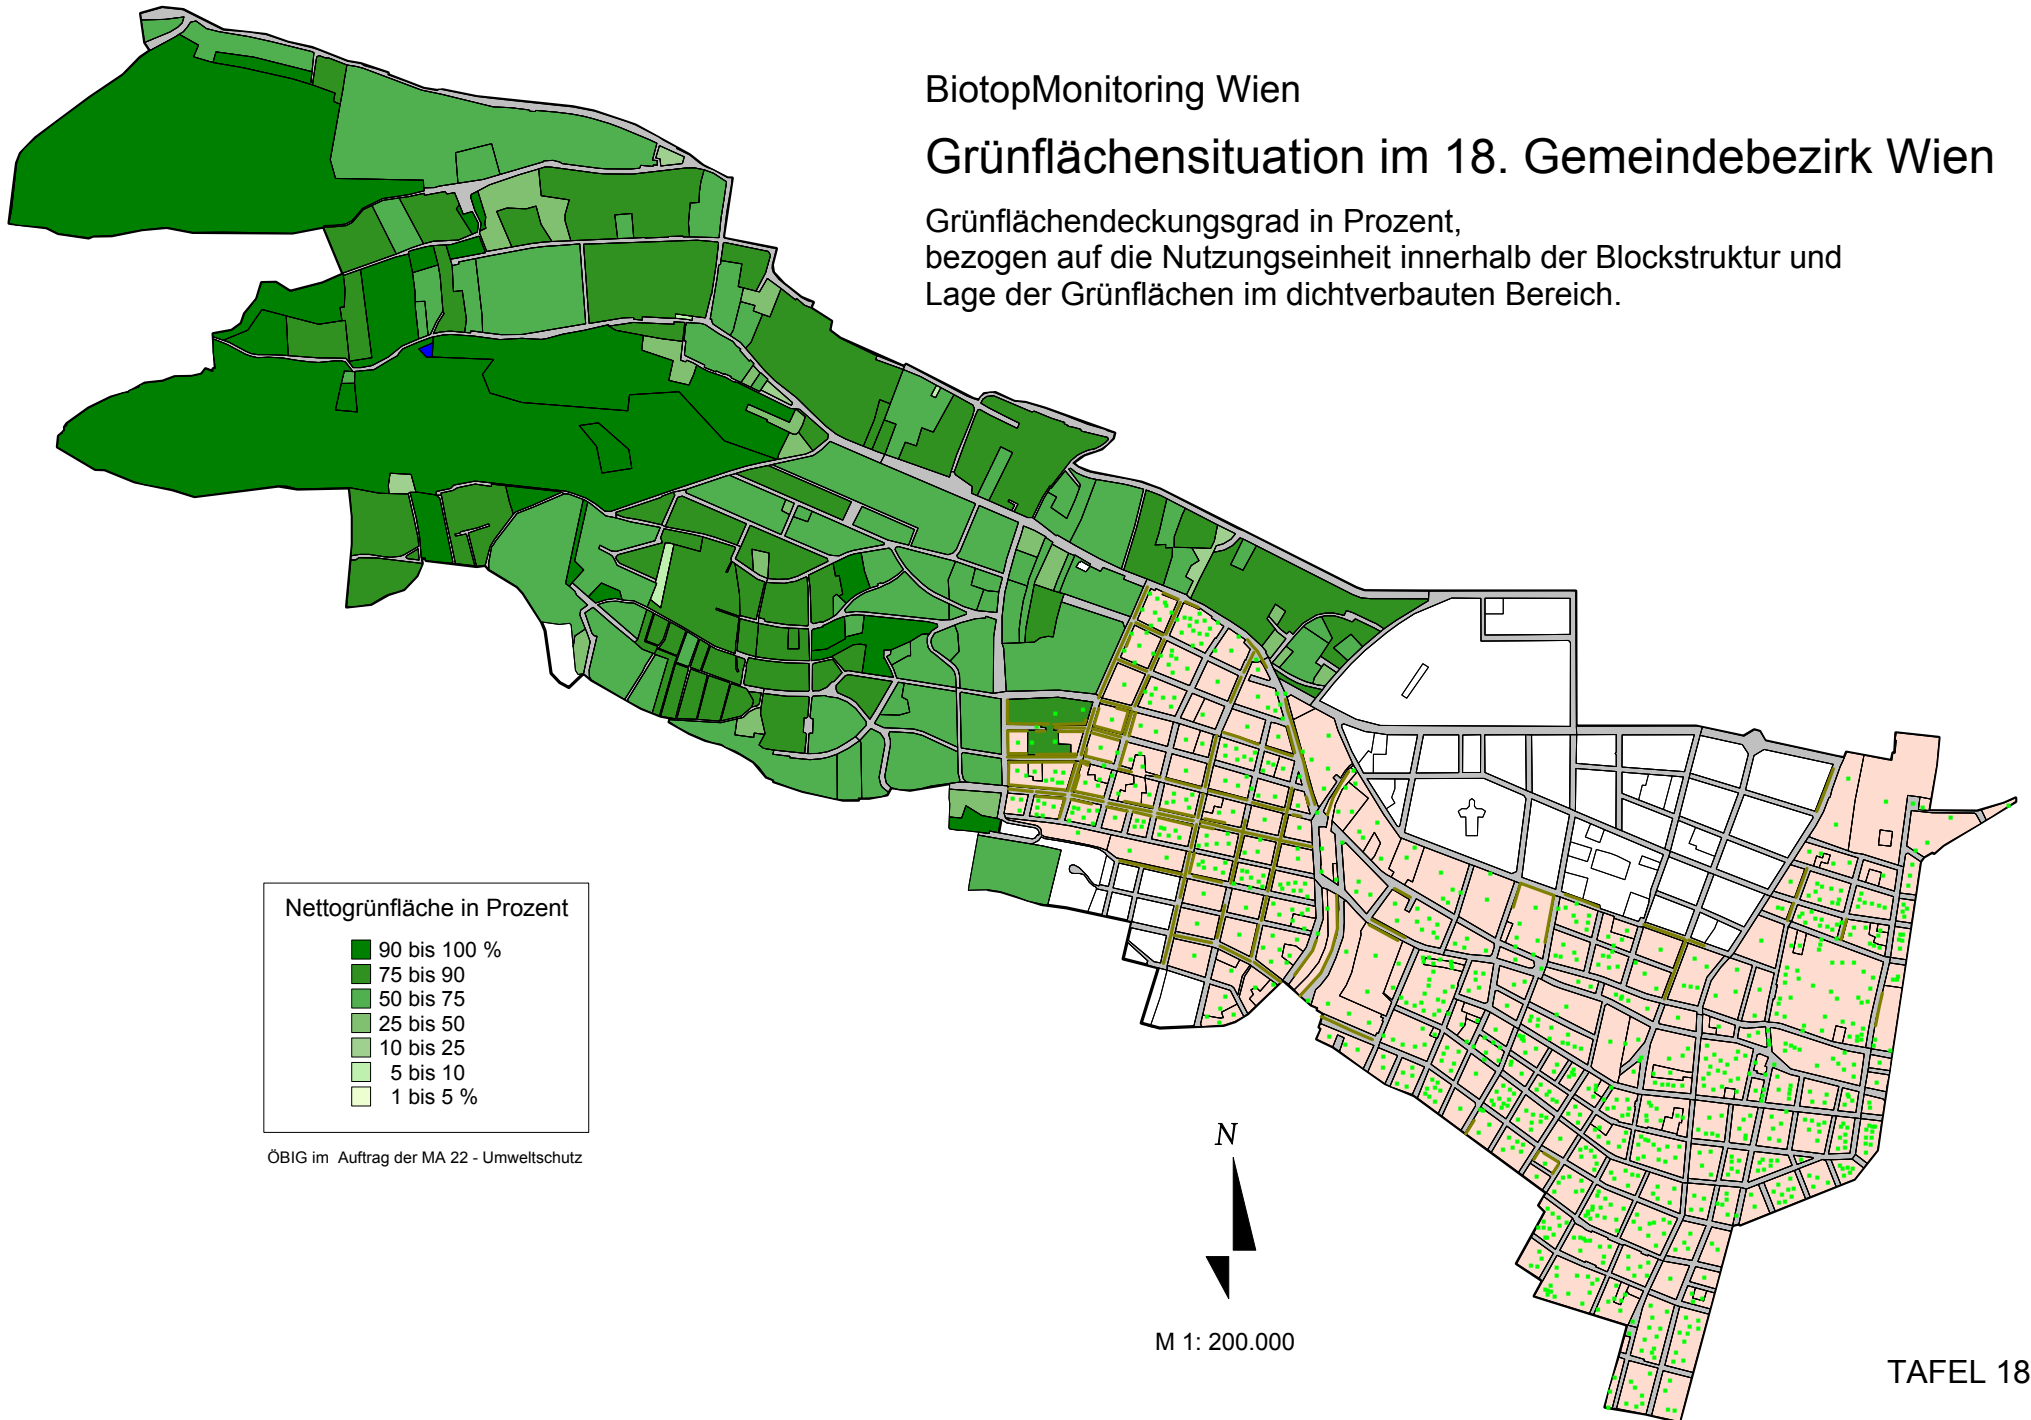 BiotopMonitoring Wien
Grünflächensituation im 18. Gemeindebezirk Wien
Grünflächendeckungsgrad in Prozent,
bezogen auf die Nutzungseinheit innerhalb der Blockstruktur und
Lage der Grünflächen im dichtverbauten Bereich.
Nettogrünfläche in Prozent
90 bis 100 %
75 bis 90
50 bis 75
25 bis 50
10 bis 25
5 bis 10
1 bis 5 %
ÖBIG im Auftrag der MA 22 - Umweltschutz
N
M 1: 200.000
TAFEL 18